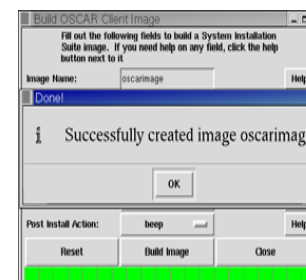 Build OSCAR Client Image
Fill out the following fields to build a System Installation
Suite image. If you need help on any field, click the help
button next to it
Image Name: oscarimage Help
Done!
i Successfully created image oscarimag
OK
Post Install Action: beep Help
Reset Build Image Close